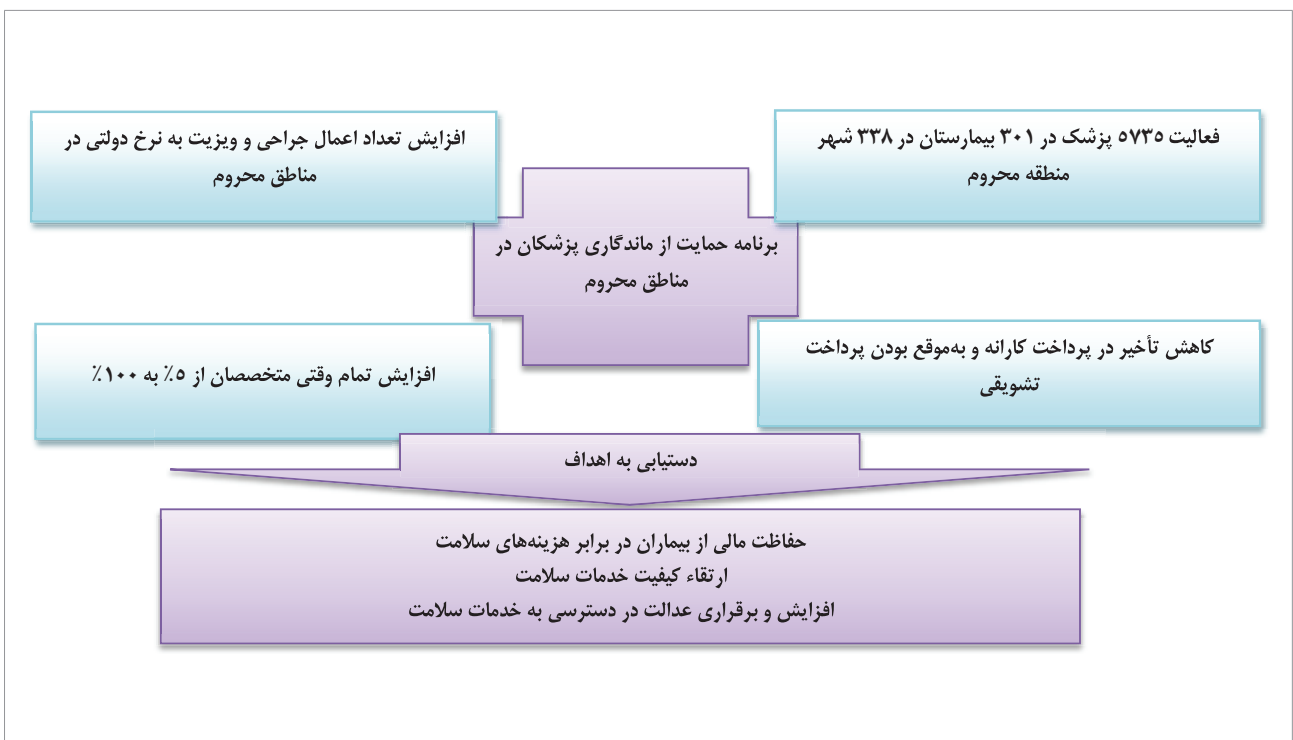 فعالیت ۵۷۳۵ پزشک در ۳۰۱ بیمارستان در ۳۳۸ شهر
منطقه محروم
افزایش تعداد اعمال جراحی و ویزیت به نرخ دولتی در
مناطق محروم
برنامه حمایت از ماندگاری پزشکان در
مناطق محروم
کاهش تأخیر در پرداخت کارانه و به‌موقع بودن پرداخت
تشویقی
افزایش تمام وقتی متخصصان از ۵٪ به ۱۰۰٪
دستیابی به اهداف
حفاظت مالی از بیماران در برابر هزینه‌های سلامت
ارتقاء کیفیت خدمات سلامت
افزایش و برقراری عدالت در دسترسی به خدمات سلامت